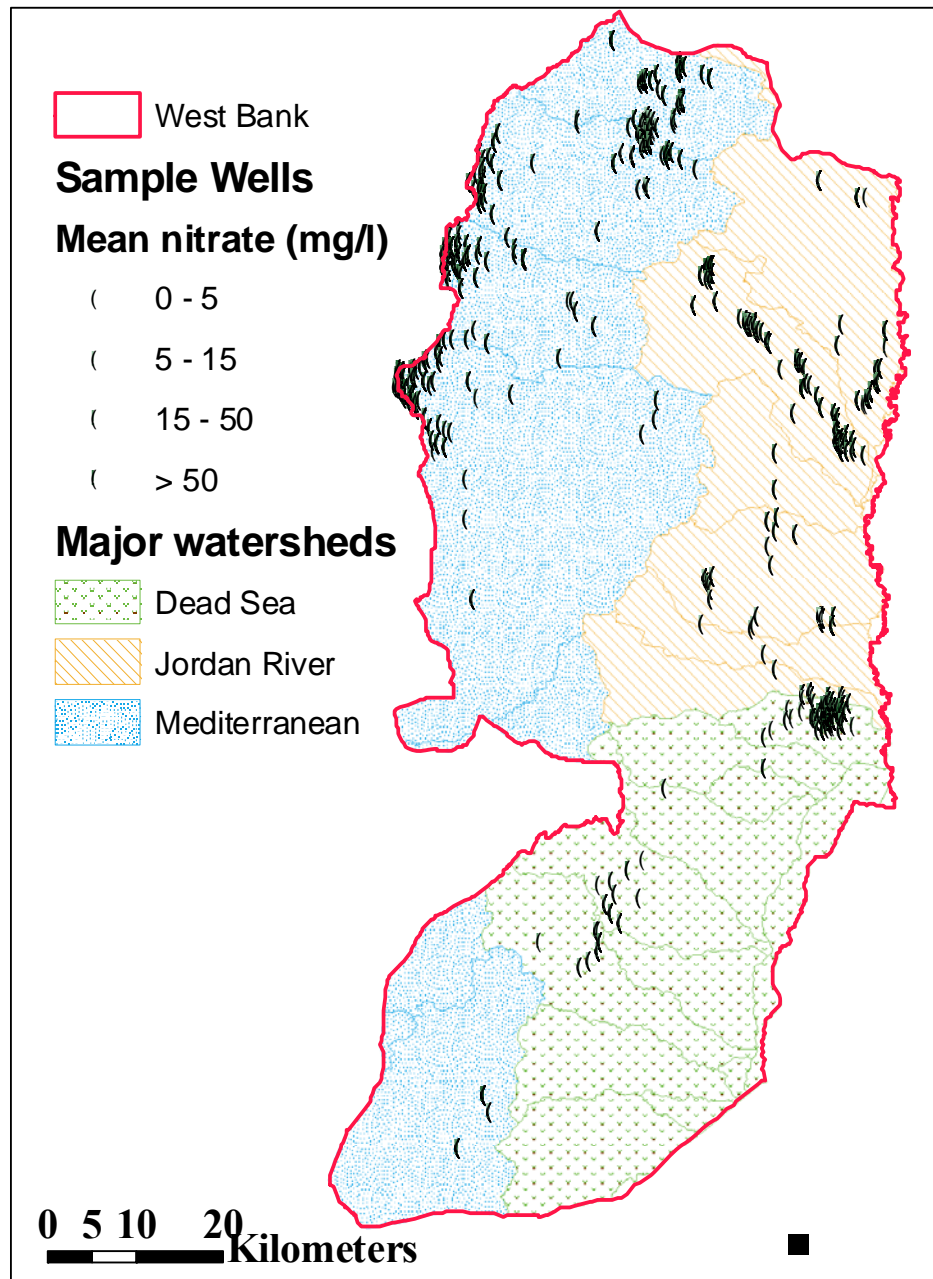 West Bank
Sample Wells
Mean nitrate (mg/l)
( 0 - 5
( 5 - 15
( 15 - 50
( > 50
Major watersheds
Dead Sea
Jordan River
Mediterranean
0 5 10 20
Kilometers